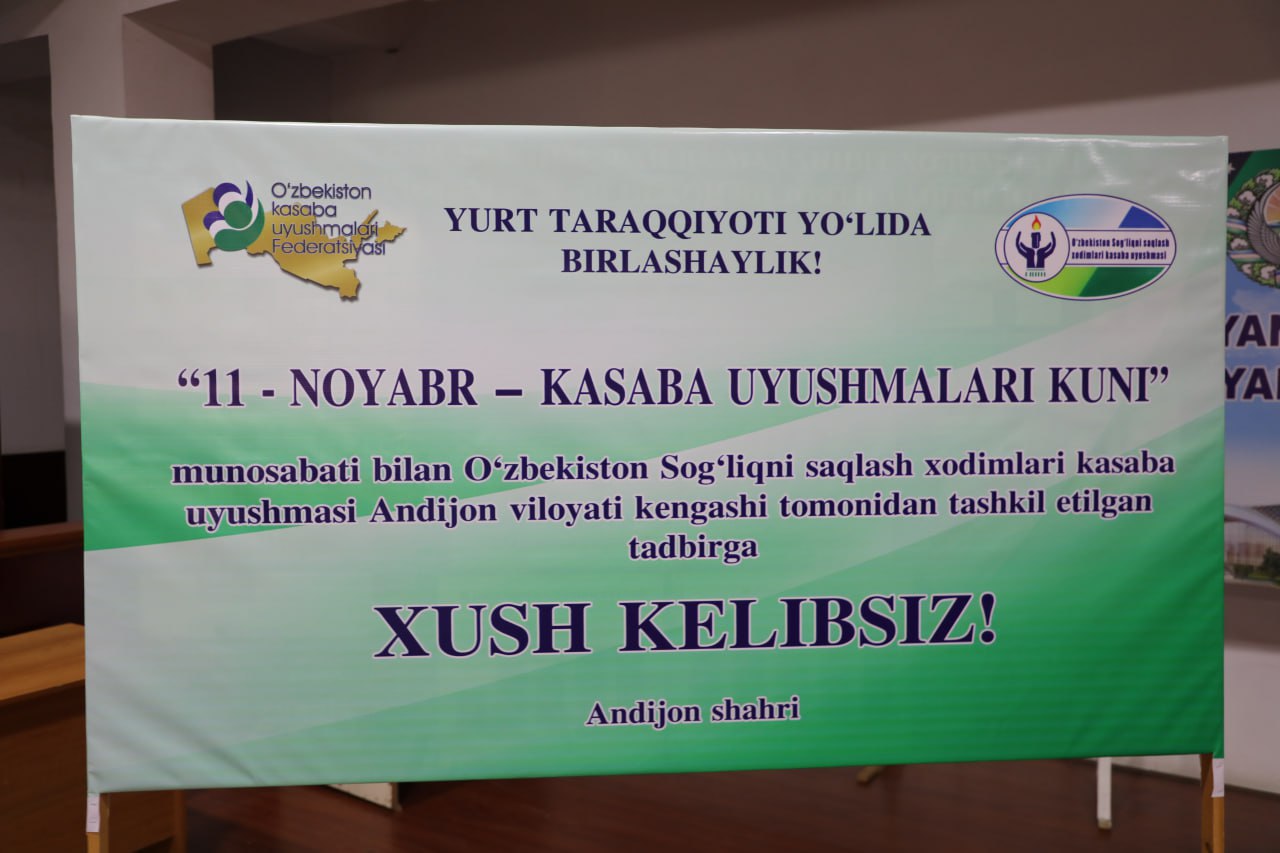 O‘zbekiston
kasaba
uyushmalari
Federatsiyasi
YURT TARAQQIYOTI YO‘LIDA
BIRLASHAYLIK!
O‘zbekiston Sog‘liqni saqlash
xodimlari kasaba uyushmasi
“11 - NOYABR – KASABA UYUSHMALARI KUNI”
munosabati bilan O‘zbekiston Sog‘liqni saqlash xodimlari kasaba
uyushmasi Andijon viloyati kengashi tomonidan tashkil etilgan
tadbirga
XUSH KELIBSIZ!
Andijon shahri